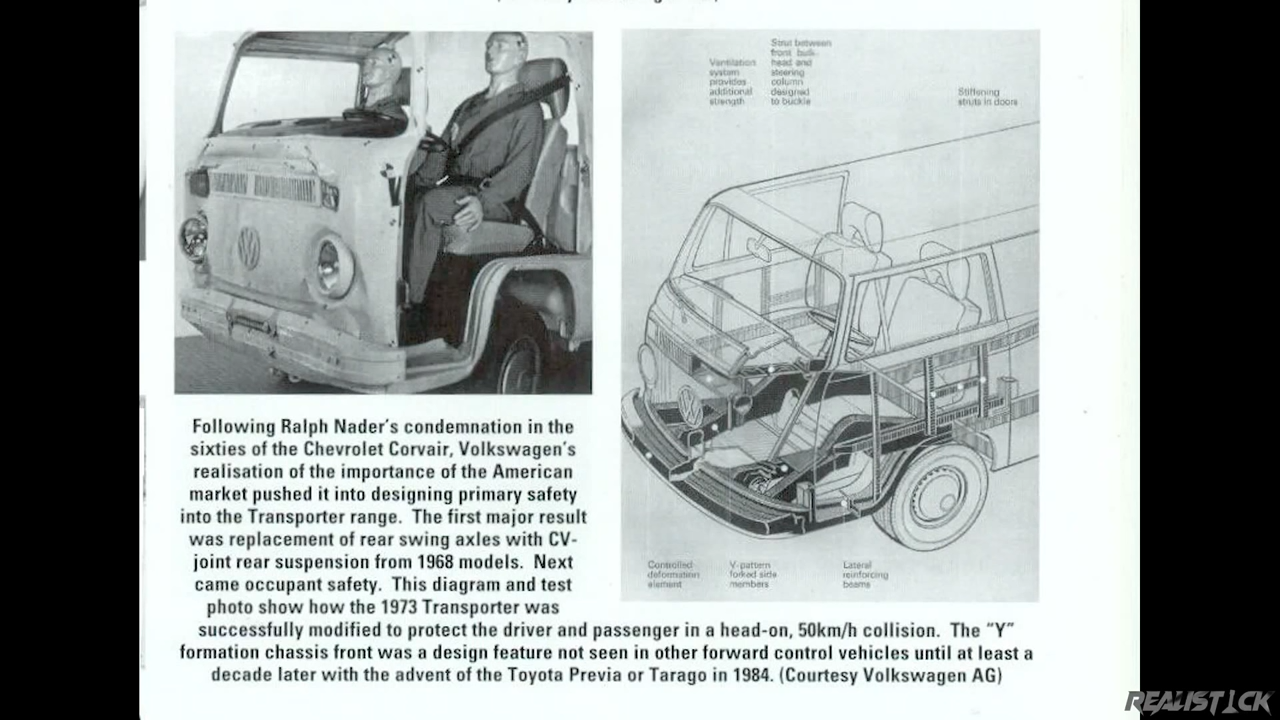 Ventilation
system
provides
additional
strength
Strut between
front bulk-
head and
steering
column
designed
to buckle
Stiffening
struts in doors
Controlled
deformation
element
V-pattern
forked side
members
Lateral
reinforcing
beams
Following Ralph Nader's condemnation in the
sixties of the Chevrolet Corvair, Volkswagen's
realisation of the importance of the American
market pushed it into designing primary safety
into the Transporter range. The first major result
was replacement of rear swing axles with CV-
joint rear suspension from 1968 models. Next
came occupant safety. This diagram and test
photo show how the 1973 Transporter was
successfully modified to protect the driver and passenger in a head-on, 50km/h collision. The "Y"
formation chassis front was a design feature not seen in other forward control vehicles until at least a
decade later with the advent of the Toyota Previa or Tarago in 1984. (Courtesy Volkswagen AG)
REALISTICK